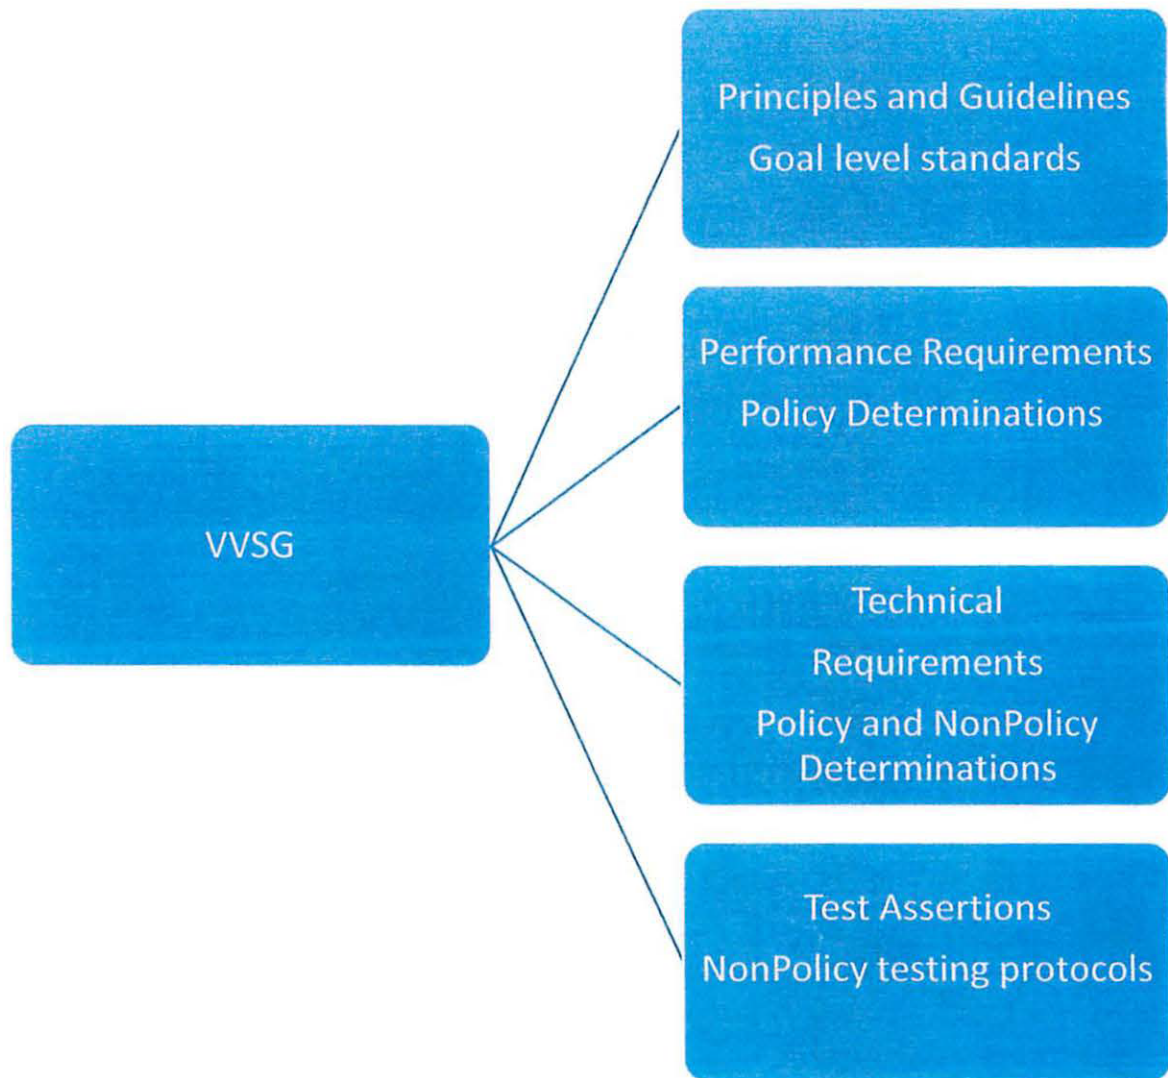 VVSG
Principles and Guidelines
Goal level standards
Performance Requirements
Policy Determinations
Technical
Requirements
Policy and NonPolicy
Determinations
Test Assertions
NonPolicy testing protocols